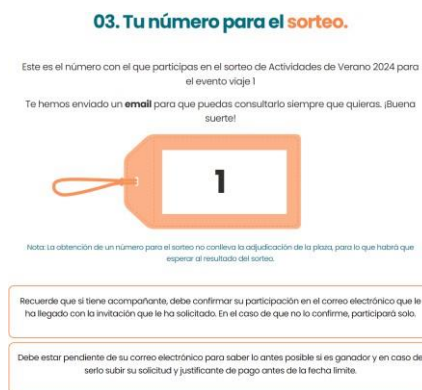 03. Tu número para el sorteo.
Este es el número con el que participas en el sorteo de Actividades de Verano 2024 para
el evento viaje 1
Te hemos enviado un email para que puedas consultarlo siempre que quieras. ¡Buena
suerte!
1
Nota: La obtención de un número para el sorteo no conlleva la adjudicación de la plaza, para lo que habrá que
esperar al resultado del sorteo.
Recuerde que si tiene acompañante, debe confirmar su participación en el correo electrónico que le
ha llegado con la invitación que le ha solicitado. En el caso de que no lo confirme, participará solo.
Debe estar pendiente de su correo electrónico para saber lo antes posible si es ganador y en caso de
serlo subir su solicitud y justificante de pago antes de la fecha límite.